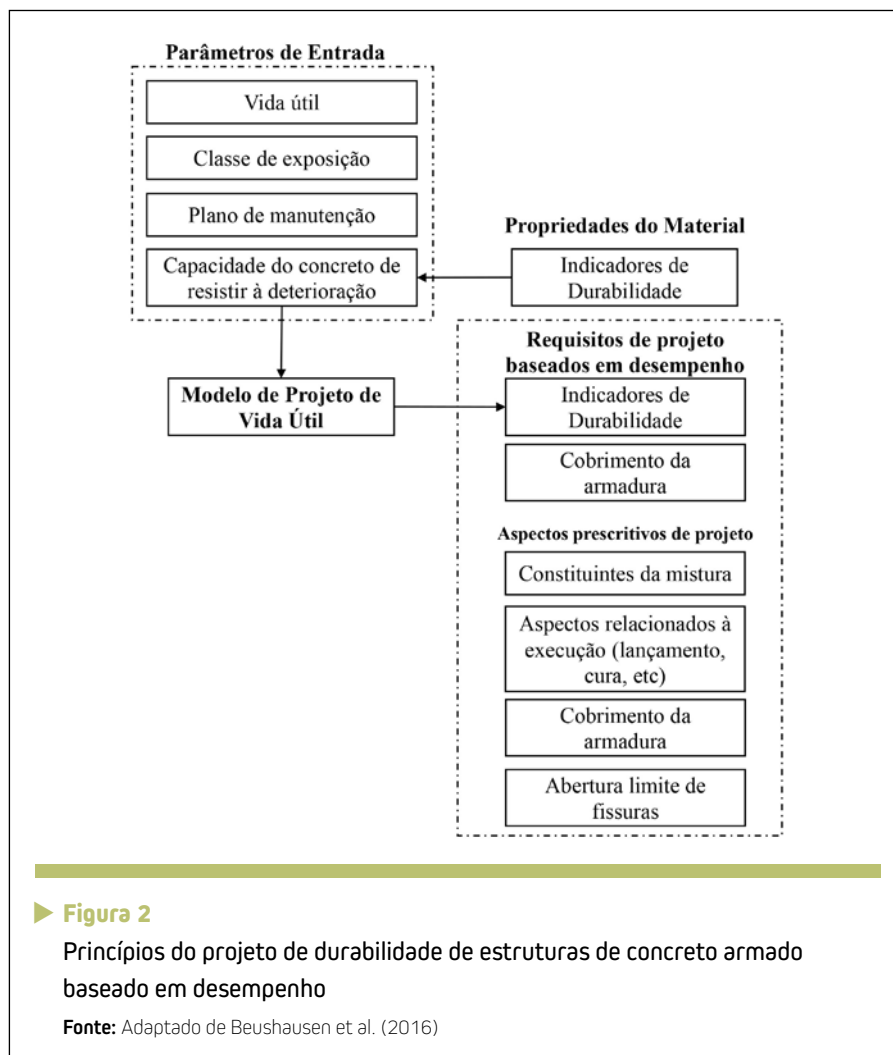 Parâmetros de Entrada
Vida útil
Classe de exposição
Plano de manutenção
Capacidade do concreto de
resistir à deterioração
Propriedades do Material
Indicadores de
Durabilidade
Modelo de Projeto de
Vida Útil
Requisitos de projeto
baseados em desempenho
Indicadores de
Durabilidade
Cobrimento da
armadura
Aspectos prescritivos de projeto
Constituintes da mistura
Aspectos relacionados à
execução (lançamento,
cura, etc)
Cobrimento da
armadura
Abertura limite de
fissuras
Figura 2
Princípios do projeto de durabilidade de estruturas de concreto armado
baseado em desempenho
Fonte: Adaptado de Beushausen et al. (2016)